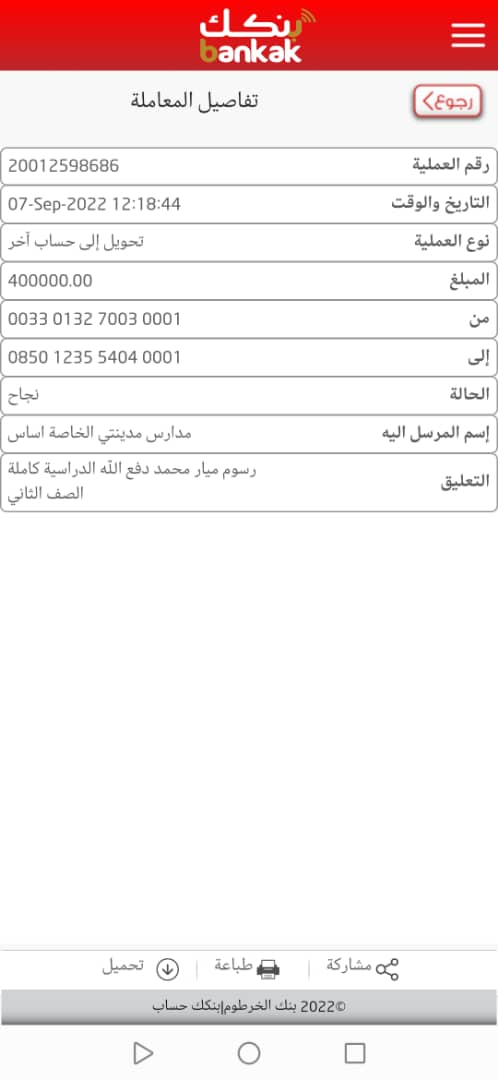 بنكك
bankak
رجوع
تفاصيل المعاملة
رقم العملية 20012598686
التاريخ والوقت 07-Sep-2022 12:18:44
نوع العملية تحويل إلى حساب آخر
المبلغ 400000.00
من 0033 0132 7003 0001
إلى 0850 1235 5404 0001
الحالة نجاح
إسم المرسل اليه مدارس مدينتي الخاصة اساس
التعليق رسوم ميار محمد دفع الله الدراسية كاملة
الصف الثاني
مشاركة طباعة تحميل
©2022 بنك الخرطوم|بنكك حساب